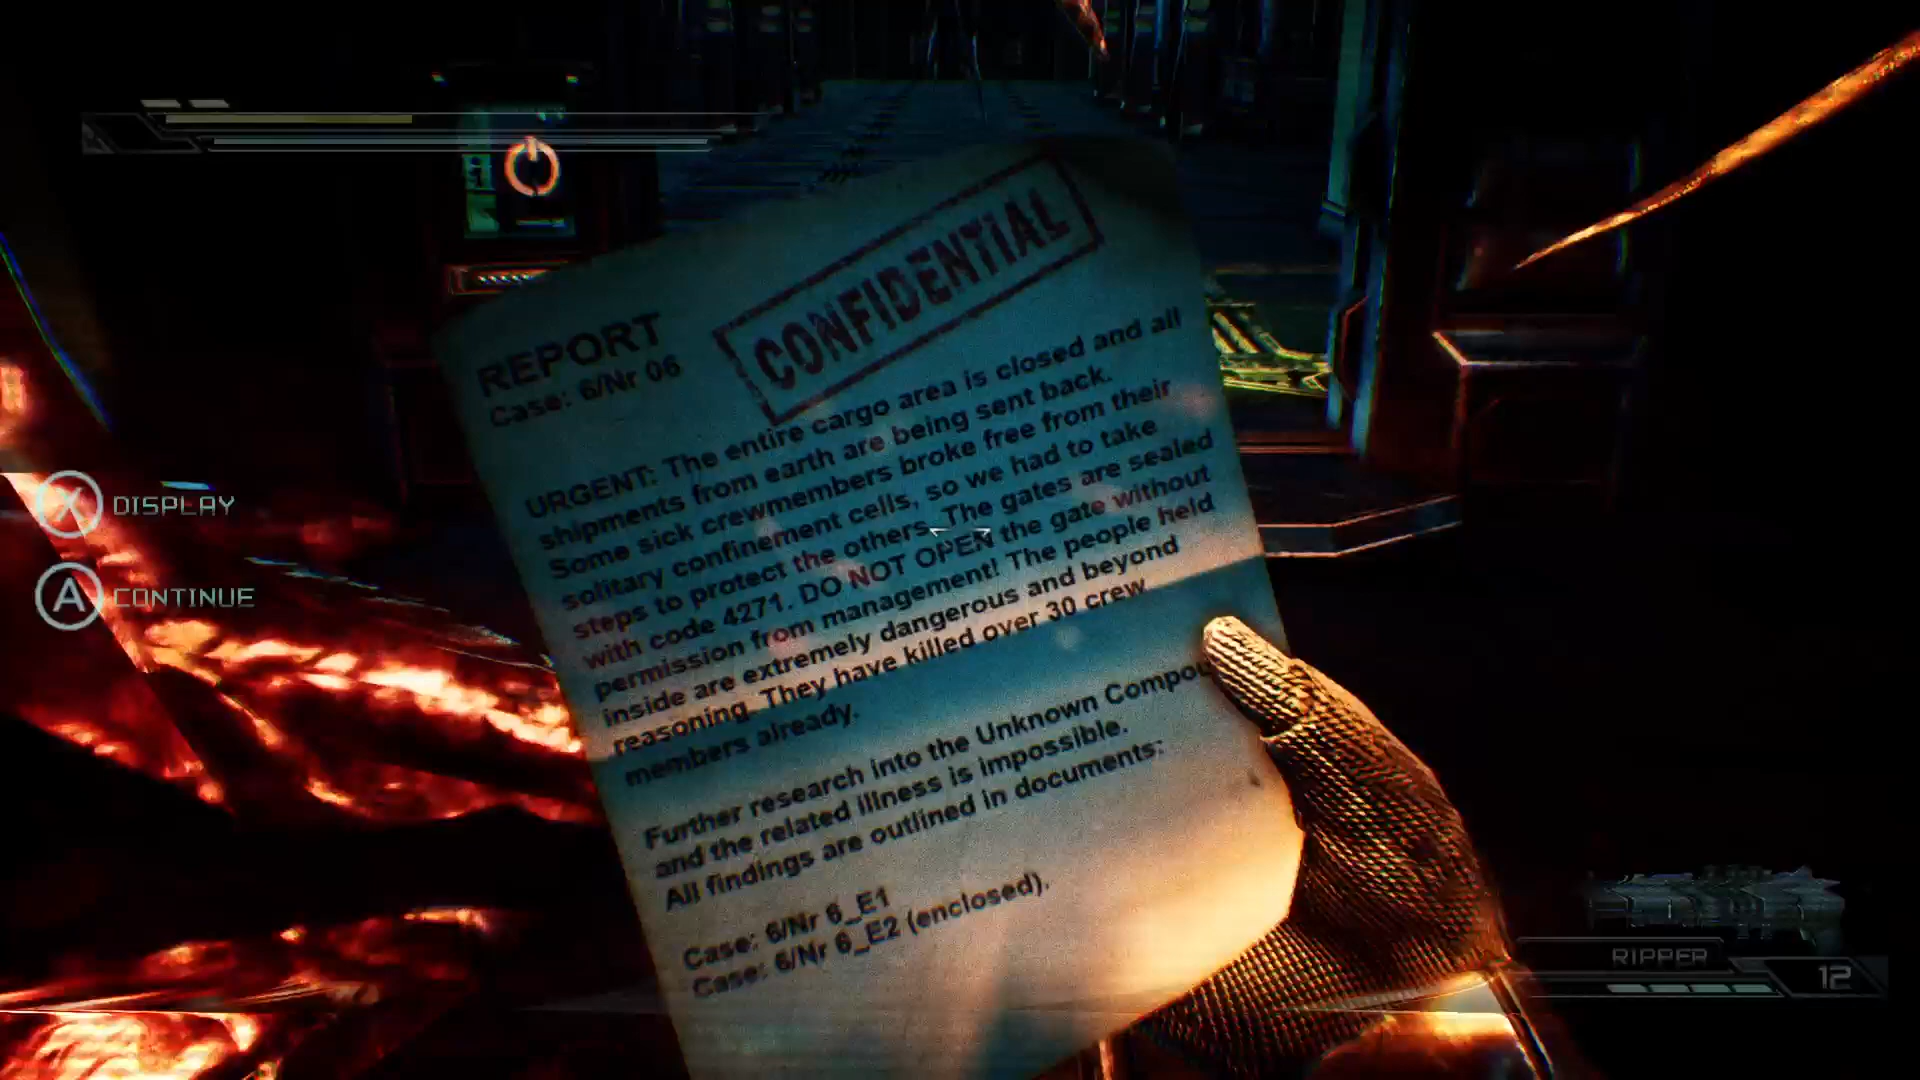 CONFIDENTIAL
REPORT
Case: 6/Nr 06
URGENT: The entire cargo area is closed and all
shipments from earth are being sent back.
Some sick crewmembers broke free from their
solitary confinement cells, so we had to take
steps to protect the others. The gates are sealed
with code 4271. DO NOT OPEN the gate without
permission from management! The people held
inside are extremely dangerous and beyond
reasoning. They have killed over 30 crew
members already.
Further research into the Unknown Compou
and the related illness is impossible.
All findings are outlined in documents:
Case: 6/Nr 6_E1
Case: 6/Nr 6_E2 (enclosed).
X DISPLAY
A CONTINUE
RIPPER
12